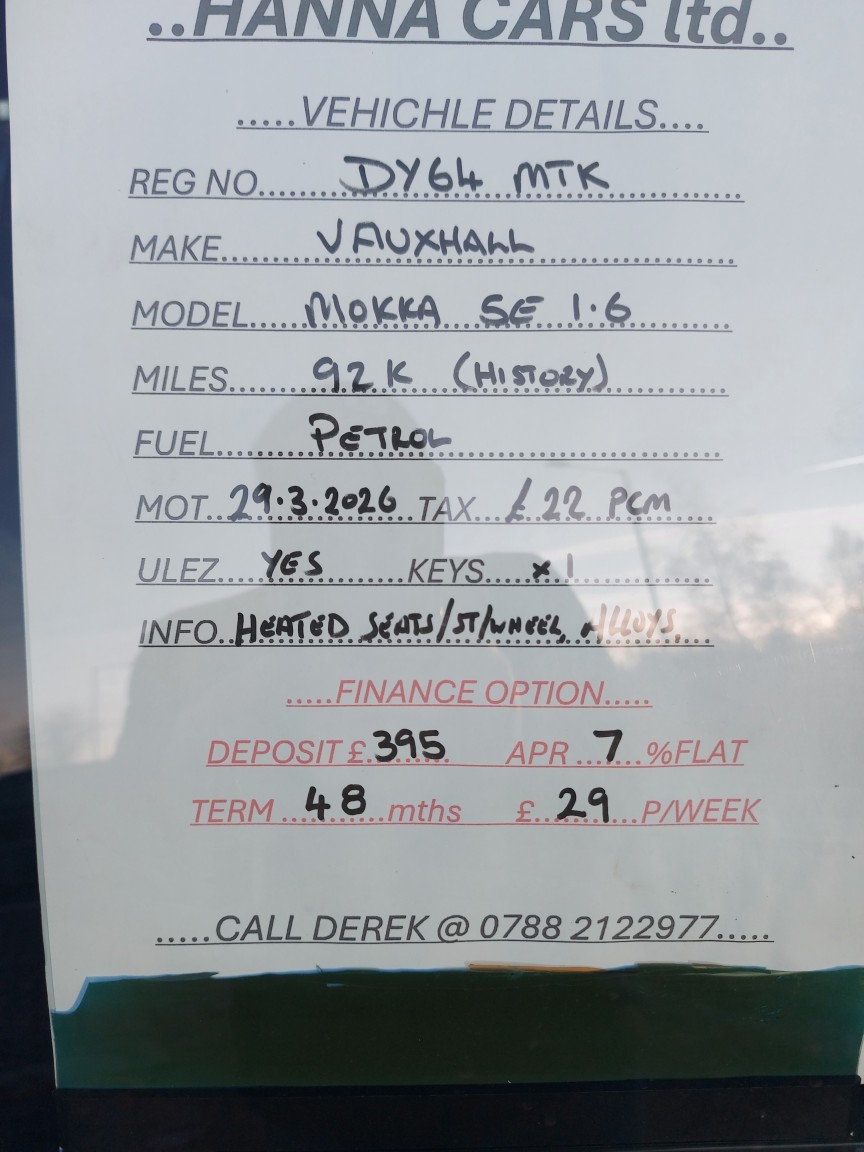 ..HANNA CARS ltd..
.....VEHICHLE DETAILS....
REG NO........DY64 MTK..............
MAKE......VAUXHALL....................
MODEL.....MOKKA SE 1.6............
MILES........92K (HISTORY)............
FUEL.........PETROL.........................
MOT..29.3.2026 TAX...£22 PCM....
ULEZ....YES.........KEYS....x 1..............
INFO..HEATED SEATS/ST/WHEEL, ALLOYS,...
.....FINANCE OPTION.....
DEPOSIT £.395 APR ...7...%FLAT
TERM ...48...mths £..29...P/WEEK
.....CALL DEREK @ 0788 2122977.....